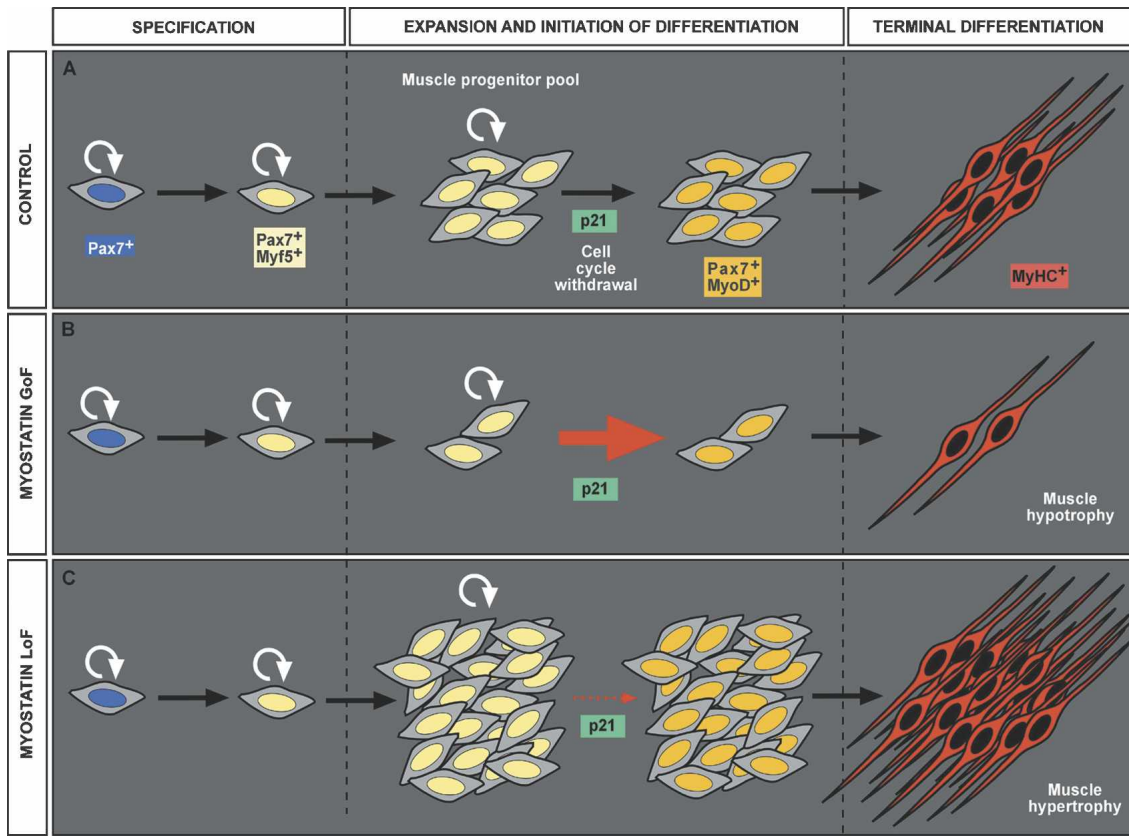 SPECIFICATION
EXPANSION AND INITIATION OF DIFFERENTIATION
TERMINAL DIFFERENTIATION
CONTROL
A
Muscle progenitor pool
Pax7+
Pax7+
Myf5+
p21
Cell
cycle
withdrawal
Pax7+
MyoD+
MyHC+
MYOSTATIN GoF
B
p21
Muscle
hypotrophy
MYOSTATIN LoF
C
p21
Muscle
hypertrophy